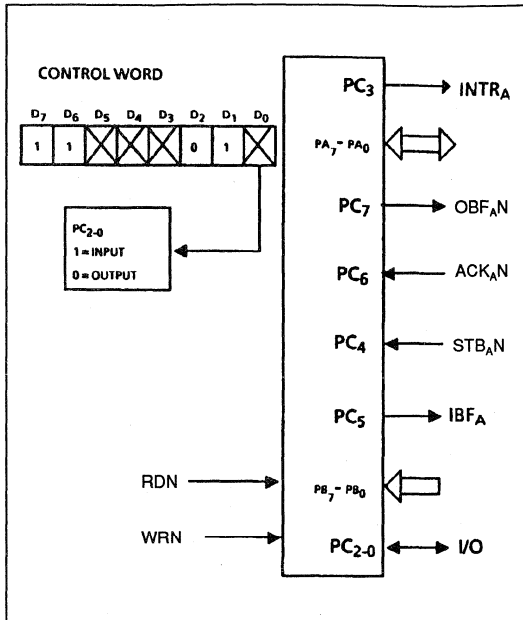 CONTROL WORD
D7 D6 D5 D4 D3 D2 D1 D0
1 1 0 1
PC2-0
1 = INPUT
0 = OUTPUT
PC3 INTRA
PA7 - PA0
PC7 OBFAN
PC6 ACKAN
PC4 STBAN
PC5 IBFA
RDN PB7 - PB0
WRN PC2-0 I/O